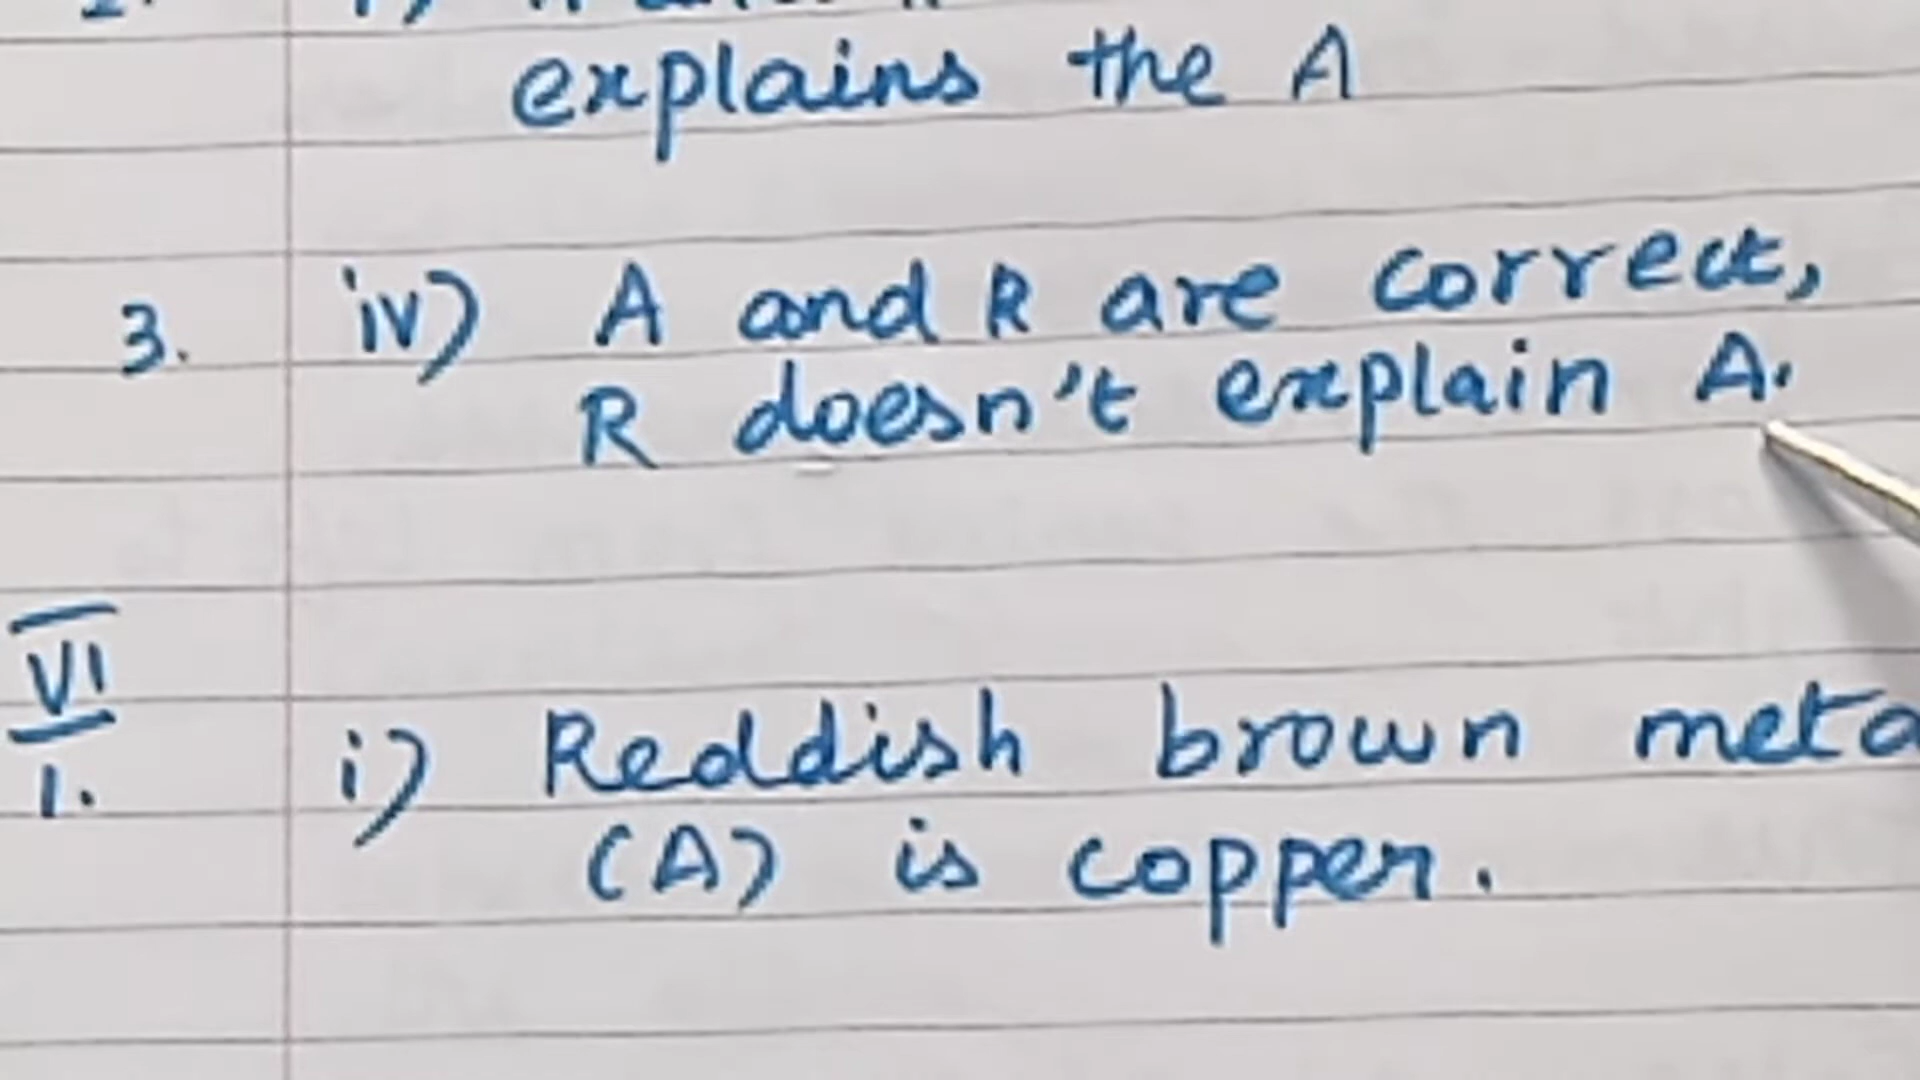 explains the A
3. iv) A and R are correct,
R doesn't explain A.
VI
1. i) Reddish brown meta
(A) is copper.